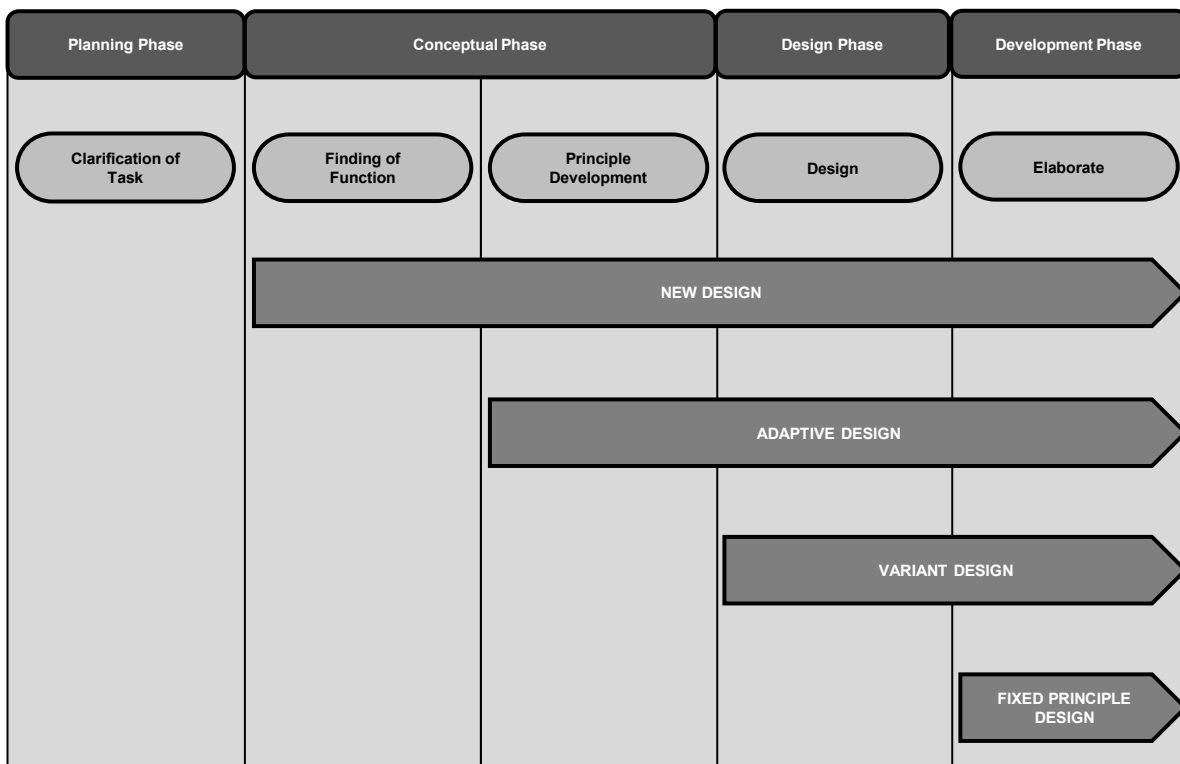 Planning Phase
Conceptual Phase
Design Phase
Development Phase
Clarification of
Task
Finding of
Function
Principle
Development
Design
Elaborate
NEW DESIGN
ADAPTIVE DESIGN
VARIANT DESIGN
FIXED PRINCIPLE
DESIGN